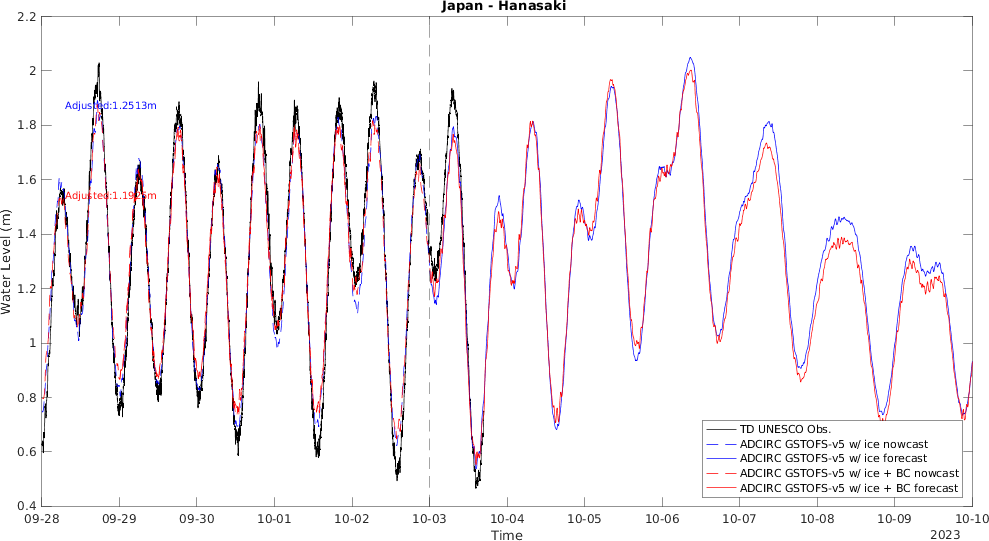 Japan - Hanasaki
2.2
2
1.8
1.6
1.4
1.2
1
0.8
0.6
0.4
Water Level (m)
Adjusted:1.2513m
Adjusted:1.1925m
TD UNESCO Obs.
ADCIRC GSTOFS-v5 w/ ice nowcast
ADCIRC GSTOFS-v5 w/ ice forecast
ADCIRC GSTOFS-v5 w/ ice + BC nowcast
ADCIRC GSTOFS-v5 w/ ice + BC forecast
09-28 09-29 09-30 10-01 10-02 10-03 10-04 10-05 10-06 10-07 10-08 10-09 10-10
Time
2023